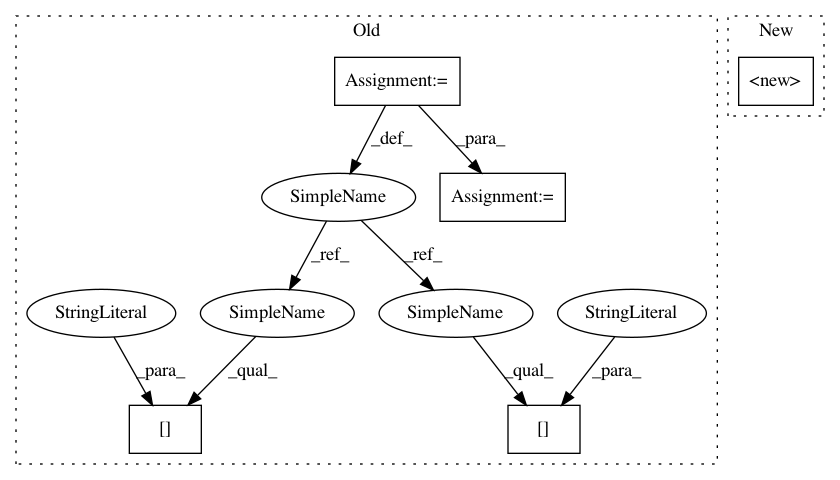 Old
New
Assignment:=
<new>
_def_
_para_
SimpleName
Assignment:=
_ref_
_ref_
StringLiteral
SimpleName
SimpleName
StringLiteral
_para_
_qual_
_qual_
_para_
[]
[]